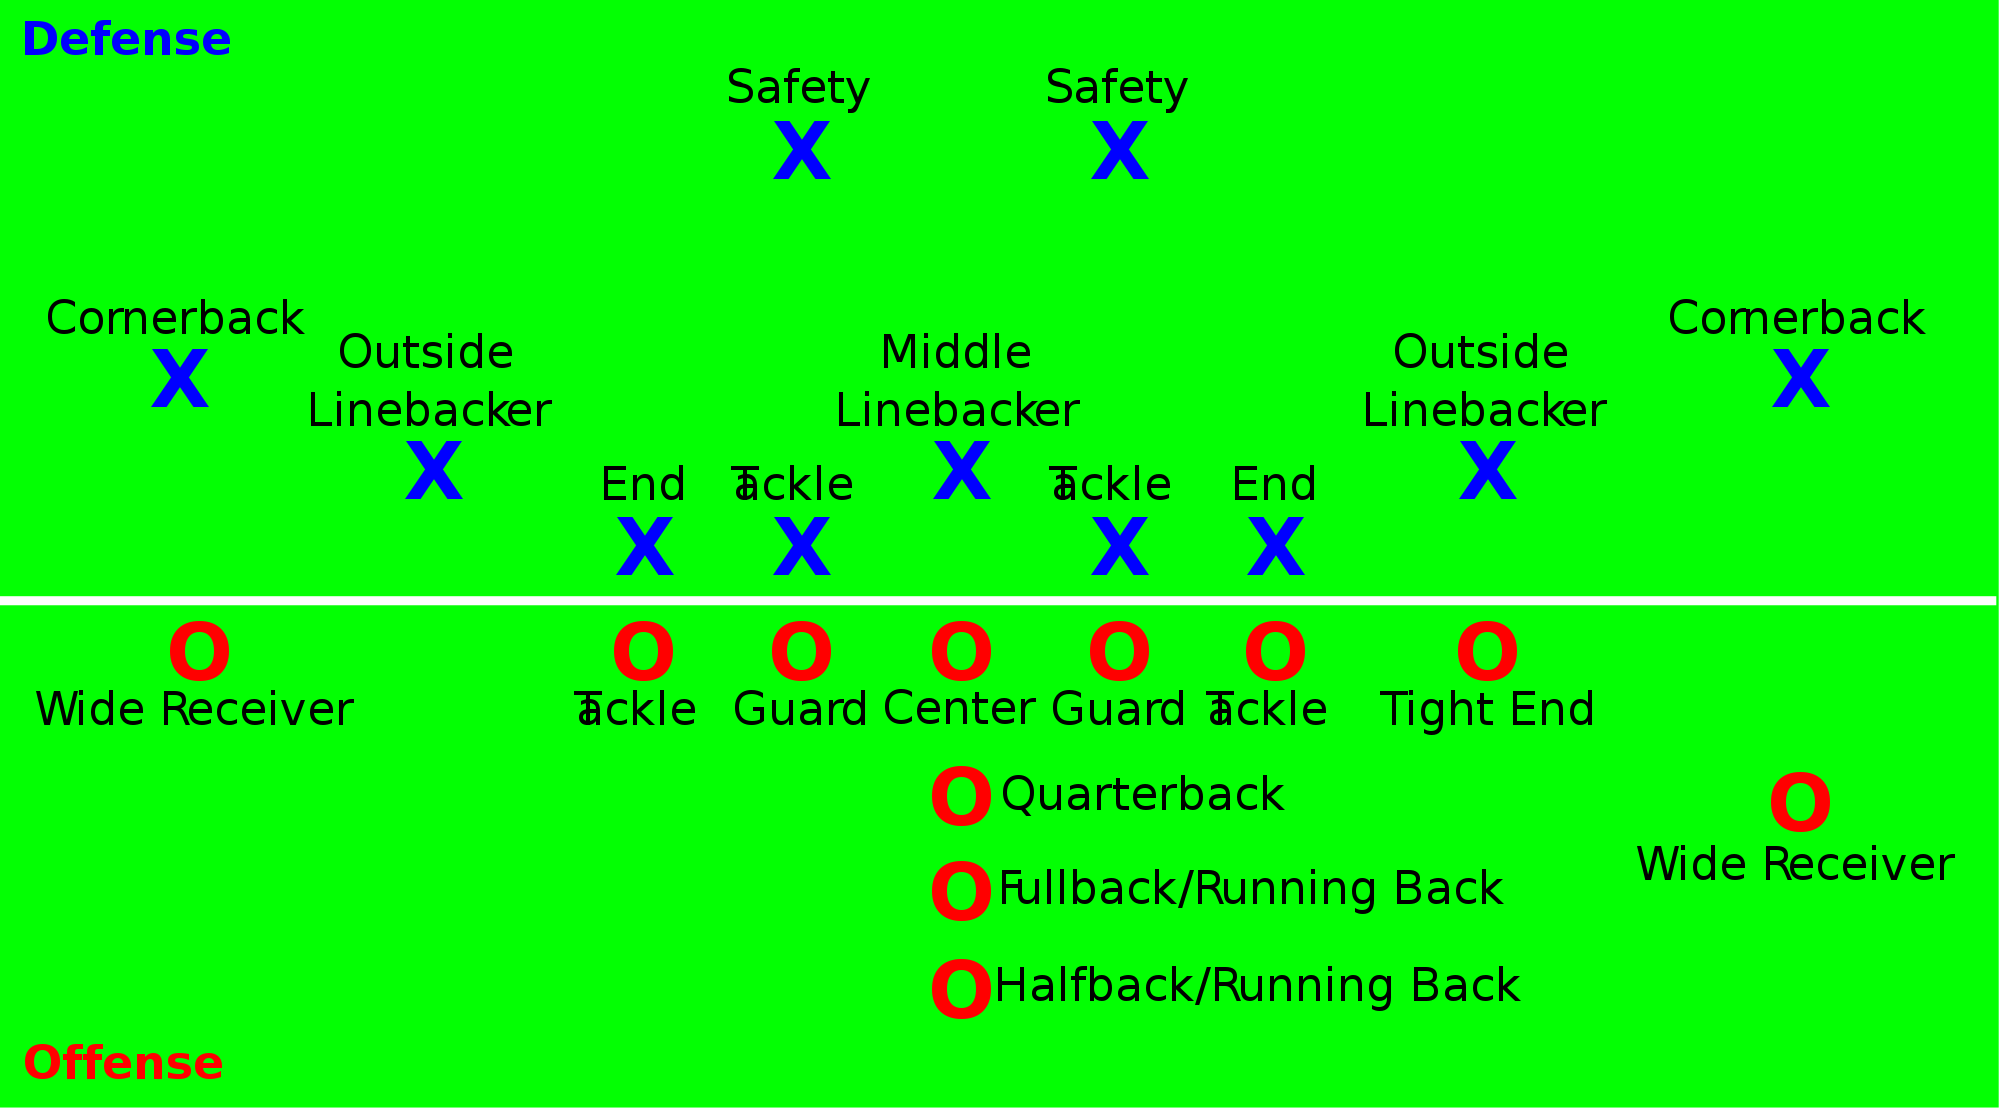 Defense
Safety
Safety
X
X
Cornerback
Cornerback
Outside
Linebacker
Middle
Linebacker
Outside
Linebacker
X
X
X
X
X
End
Tackle
Tackle
End
X
X
X
X
O
O
O
O
O
O
O
Wide Receiver
Tackle
Guard
Center
Guard
Tackle
Tight End
O Quarterback
O
Wide Receiver
O Fullback/Running Back
O Halfback/Running Back
Offense